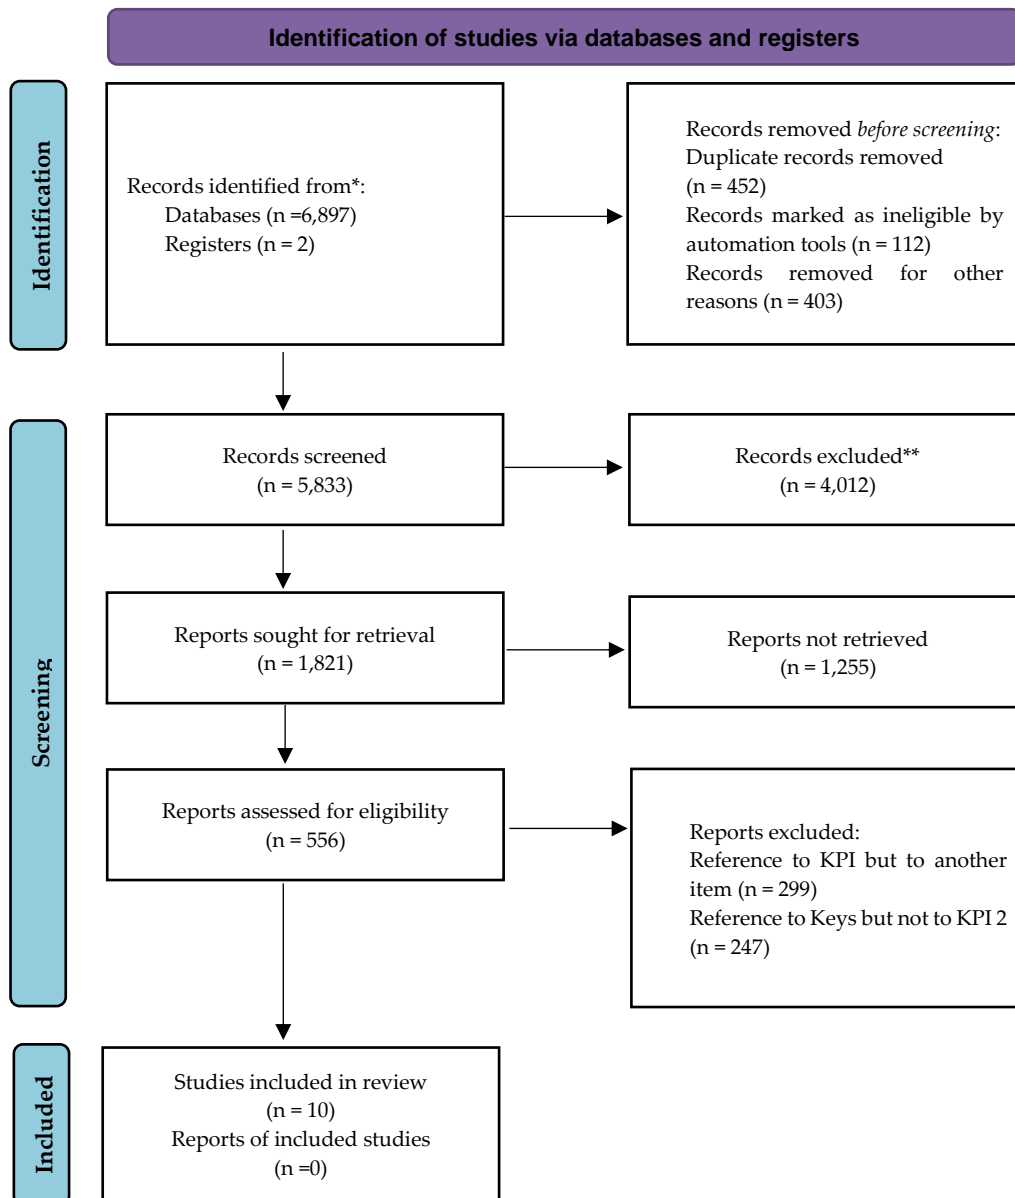 Identification of studies via databases and registers
Identification
Records identified from*:
Databases (n =6,897)
Registers (n = 2)
Records removed before screening:
Duplicate records removed
(n = 452)
Records marked as ineligible by
automation tools (n = 112)
Records removed for other
reasons (n = 403)
Screening
Records screened
(n = 5,833)
Records excluded**
(n = 4,012)
Reports sought for retrieval
(n = 1,821)
Reports not retrieved
(n = 1,255)
Reports assessed for eligibility
(n = 556)
Reports excluded:
Reference to KPI but to another
item (n = 299)
Reference to Keys but not to KPI 2
(n = 247)
Included
Studies included in review
(n = 10)
Reports of included studies
(n =0)